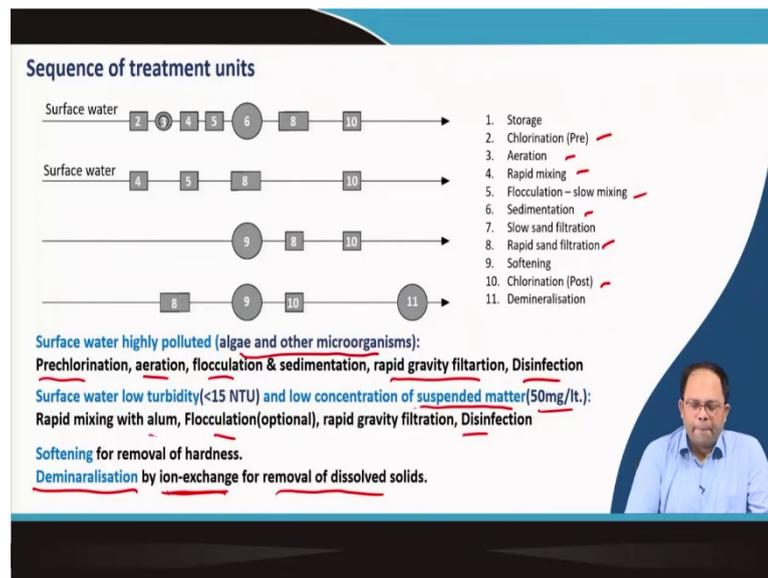 Sequence of treatment units
Surface water
2 3 4 5 6 8 10
Surface water
4 5 8 10
9 8 10
8 9 10 11
1. Storage
2. Chlorination (Pre)
3. Aeration
4. Rapid mixing
5. Flocculation – slow mixing
6. Sedimentation
7. Slow sand filtration
8. Rapid sand filtration
9. Softening
10. Chlorination (Post)
11. Demineralisation
Surface water highly polluted (algae and other microorganisms):
Prechlorination, aeration, flocculation & sedimentation, rapid gravity filtartion, Disinfection
Surface water low turbidity(<15 NTU) and low concentration of suspended matter(50mg/lt.):
Rapid mixing with alum, Flocculation(optional), rapid gravity filtration, Disinfection
Softening for removal of hardness.
Deminaralisation by ion-exchange for removal of dissolved solids.